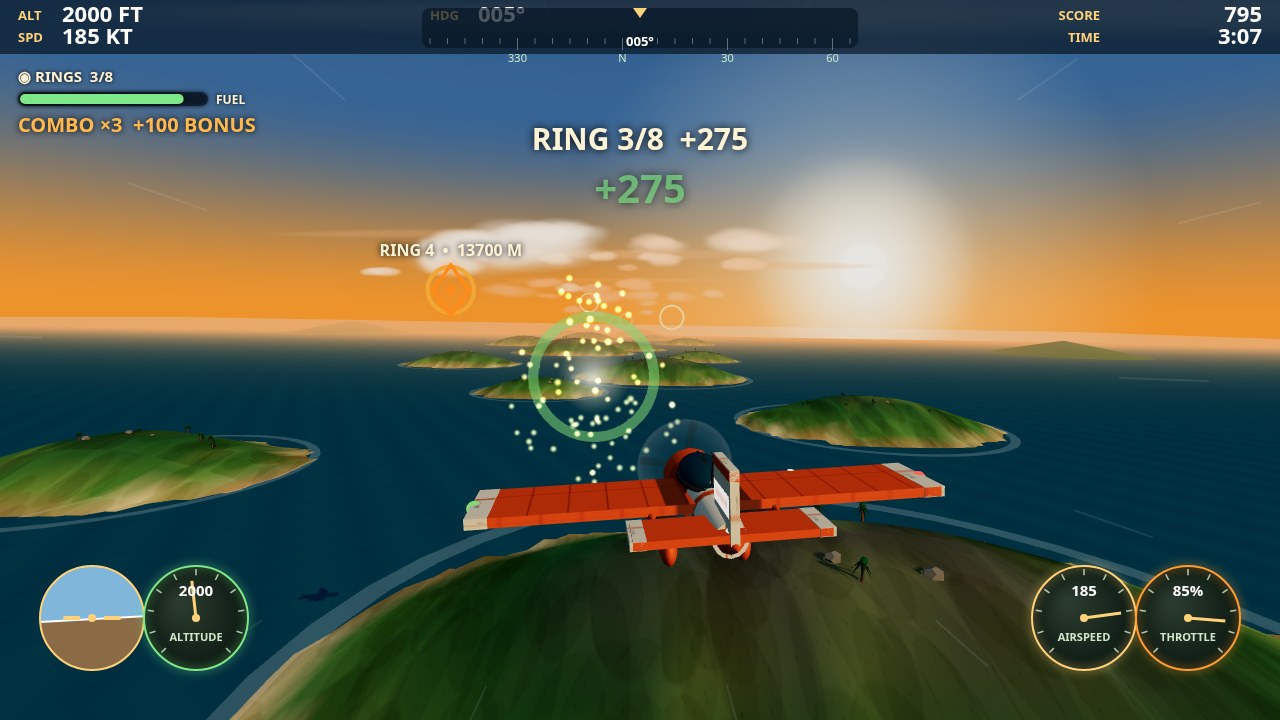 ALT 2000 FT
SPD 185 KT
HDG 005°
005°
330 N 30 60
SCORE 795
TIME 3:07
◉ RINGS 3/8
FUEL
COMBO ×3 +100 BONUS
RING 3/8 +275
+275
RING 4 • 13700 M
2000
ALTITUDE
185
AIRSPEED
85%
THROTTLE